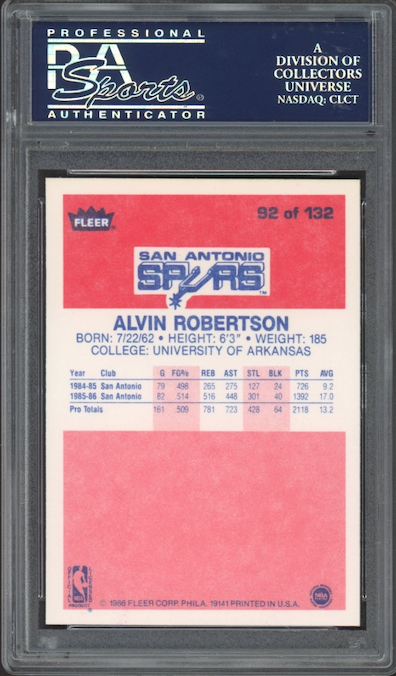 PROFESSIONAL
PSA
Sports
AUTHENTICATOR
A
DIVISION OF
COLLECTORS
UNIVERSE
NASDAQ: CLCT
FLEER
92 of 132
SAN ANTONIO
SPURS
TM
ALVIN ROBERTSON
BORN: 7/22/62 • HEIGHT: 6'3" • WEIGHT: 185
COLLEGE: UNIVERSITY OF ARKANSAS
Year Club G FG% REB AST STL BLK PTS AVG
1984-85 San Antonio 79 498 265 275 127 24 726 9.2
1985-86 San Antonio 82 514 516 448 301 40 1392 17.0
Pro Totals 161 509 781 723 428 64 2118 13.2
© 1986 FLEER CORP. PHILA. 19141 PRINTED IN U.S.A.